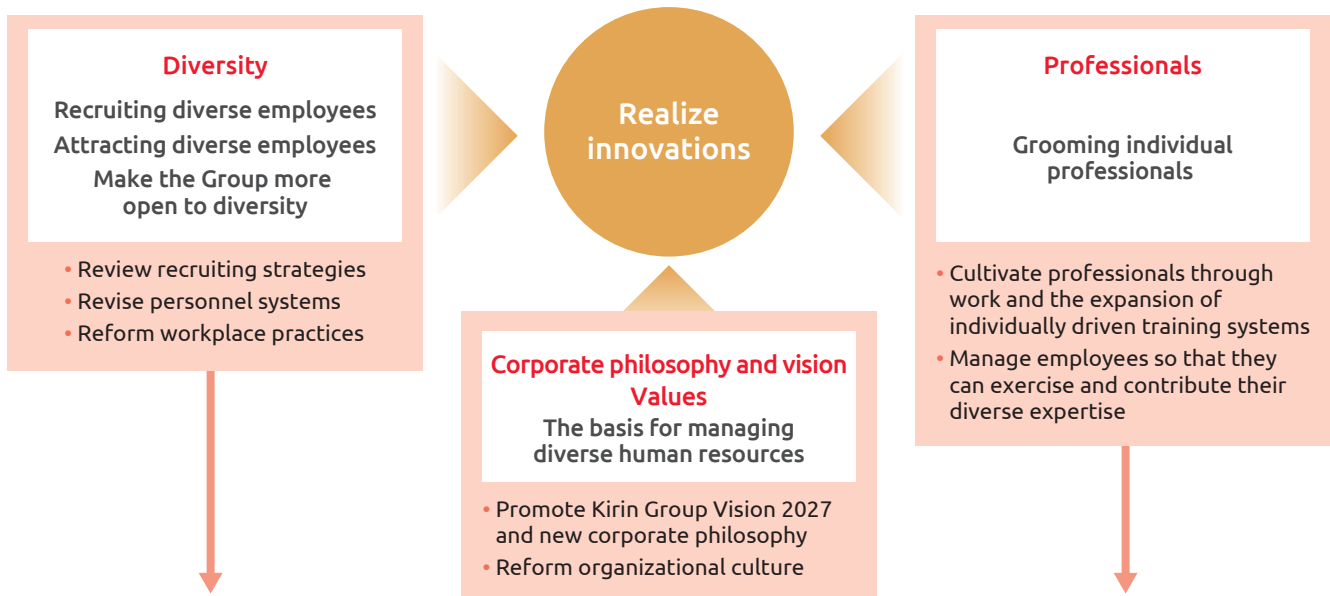 Diversity
Recruiting diverse employees
Attracting diverse employees
Make the Group more
open to diversity
• Review recruiting strategies
• Revise personnel systems
• Reform workplace practices
Realize
innovations
Corporate philosophy and vision
Values
The basis for managing
diverse human resources
• Promote Kirin Group Vision 2027
and new corporate philosophy
• Reform organizational culture
Professionals
Grooming individual
professionals
• Cultivate professionals through
work and the expansion of
individually driven training systems
• Manage employees so that they
can exercise and contribute their
diverse expertise